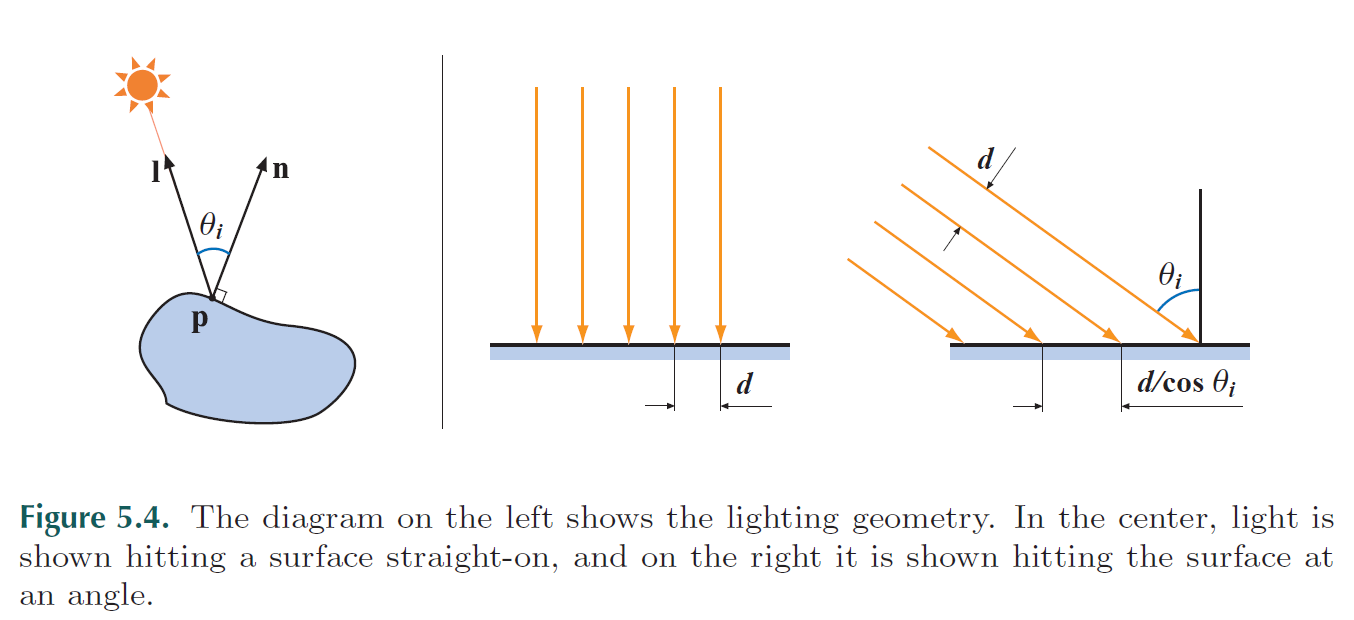 l
n
θi
p
d
d
θi
d/cos θi
Figure 5.4. The diagram on the left shows the lighting geometry. In the center, light is
shown hitting a surface straight-on, and on the right it is shown hitting the surface at
an angle.